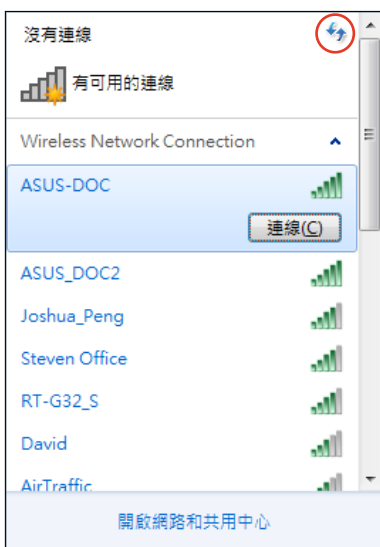 沒有連線
有可用的連線
Wireless Network Connection
ASUS-DOC
連線(C)
ASUS_DOC2
Joshua_Peng
Steven Office
RT-G32_S
David
AirTraffic
開啟網路和共用中心